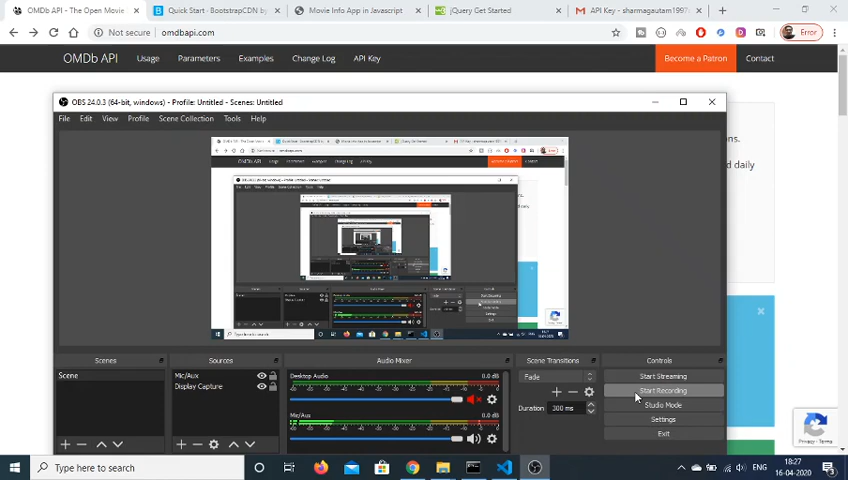 OMDb API - The Open Movie
Quick Start · BootstrapCDN by
Movie Info App in Javascript
jQuery Get Started
API Key - sharmagautam1997
Not secure
omdbapi.com
Error
OMDb API
Usage
Parameters
Examples
Change Log
API Key
Become a Patron
Contact
OBS 24.0.3 (64-bit, windows) - Profile: Untitled - Scenes: Untitled
File Edit View Profile Scene Collection Tools Help
ons.
d daily
Scenes
Sources
Audio Mixer
Scene Transitions
Controls
Scene
Mic/Aux
Display Capture
Desktop Audio
0.0 dB
Mic/Aux
0.0 dB
Fade
Duration
300 ms
Start Streaming
Start Recording
Studio Mode
Settings
Exit
Privacy - Terms
Type here to search
ENG
18:27
16-04-2020